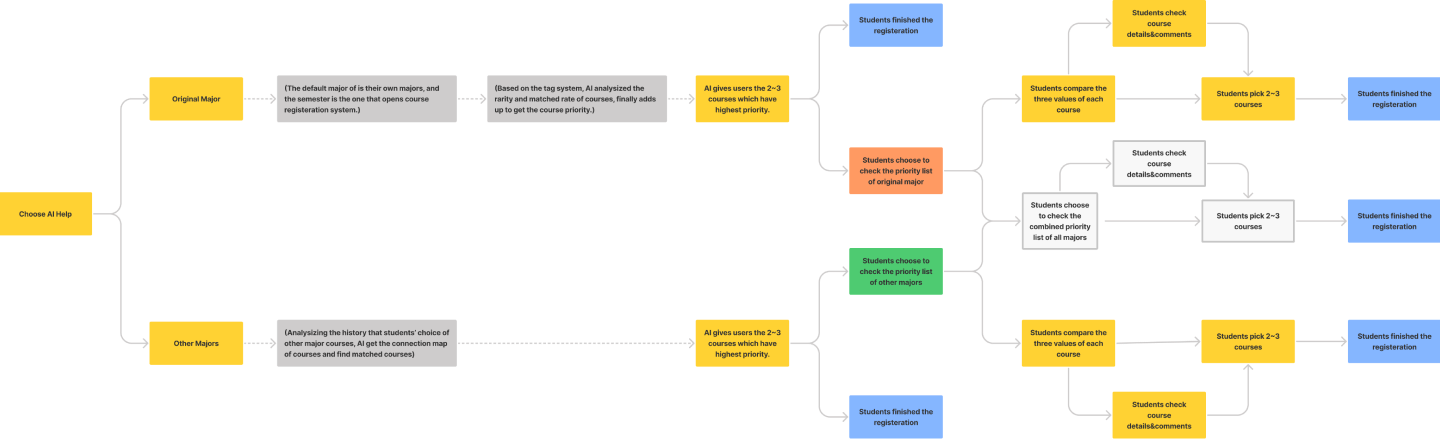 Choose AI Help
Original Major
(The default major of is their own majors, and
the semester is the one that opens course
registeration system.)
(Based on the tag system, AI analysized the
rarity and matched rate of courses, finally adds
up to get the course priority.)
AI gives users the 2~3
courses which have
highest priority.
Students finished the
registeration
Students choose to
check the priority list
of original major
Students compare the
three values of each
course
Students check
course
details&comments
Students pick 2~3
courses
Students finished the
registeration
Students choose
to check the
combined priority
list of all majors
Students check
course
details&comments
Students pick 2~3
courses
Students finished the
registeration
Other Majors
(Analysizing the history that students' choice of
other major courses, AI get the connection map
of courses and find matched courses)
AI gives users the 2~3
courses which have
highest priority.
Students choose to
check the priority list
of other majors
Students finished the
registeration
Students compare the
three values of each
course
Students check
course
details&comments
Students pick 2~3
courses
Students finished the
registeration